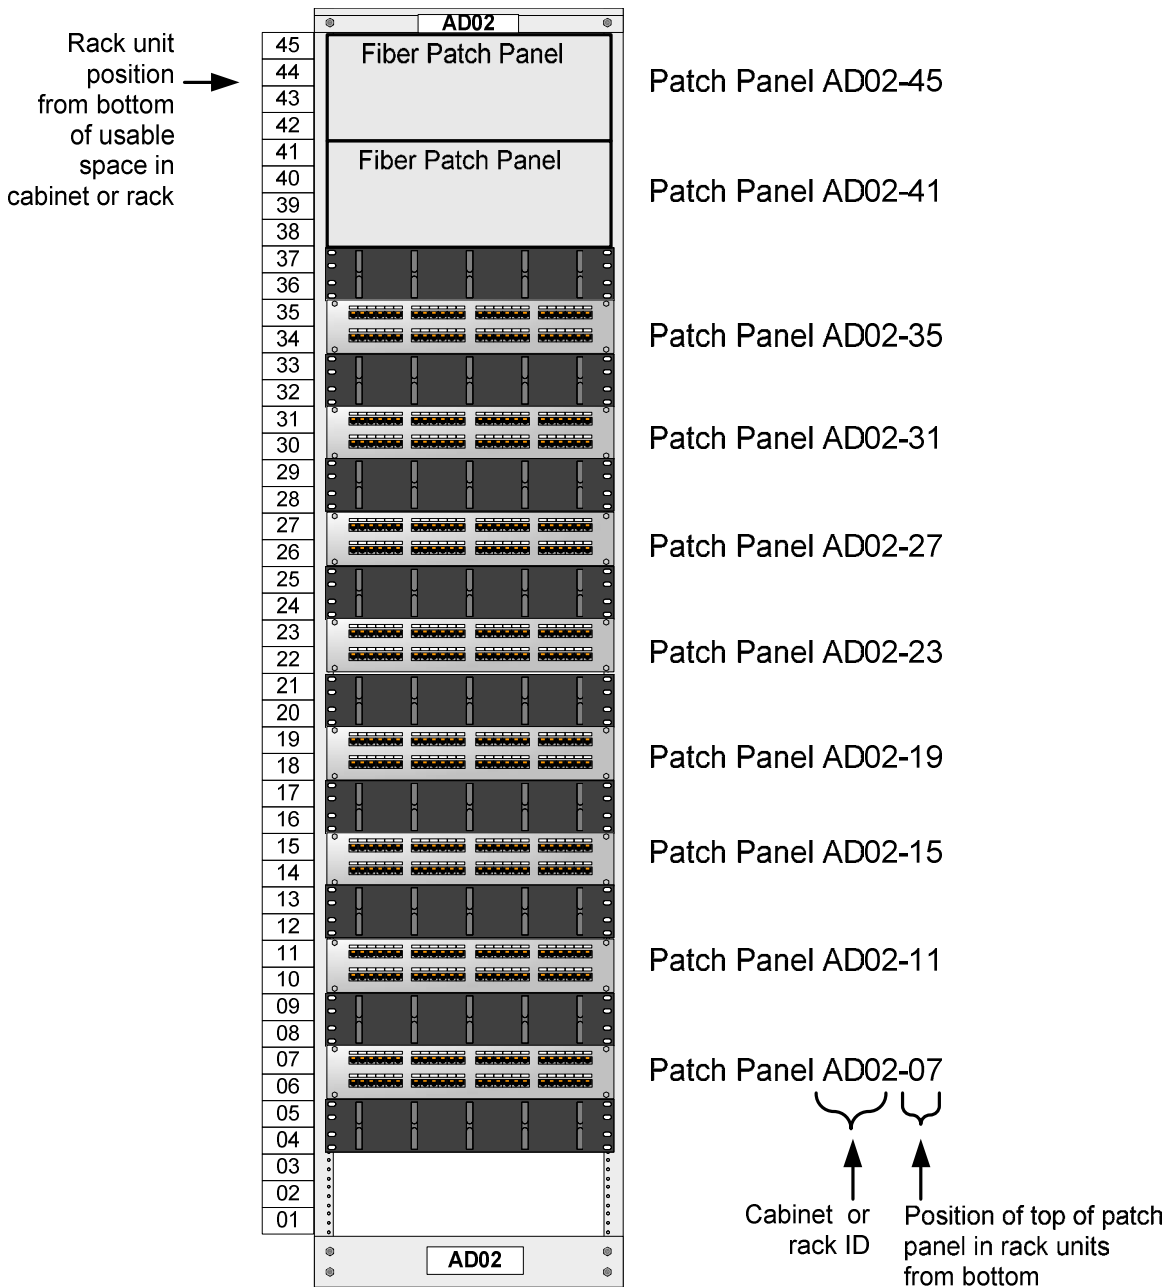 AD02
Rack unit
position
from bottom
of usable
space in
cabinet or rack
45
44
43
42
41
40
39
38
37
36
35
34
33
32
31
30
29
28
27
26
25
24
23
22
21
20
19
18
17
16
15
14
13
12
11
10
09
08
07
06
05
04
03
02
01
Fiber Patch Panel
Fiber Patch Panel
Patch Panel AD02-45
Patch Panel AD02-41
Patch Panel AD02-35
Patch Panel AD02-31
Patch Panel AD02-27
Patch Panel AD02-23
Patch Panel AD02-19
Patch Panel AD02-15
Patch Panel AD02-11
Patch Panel AD02-07
Cabinet or
rack ID
Position of top of patch
panel in rack units
from bottom
AD02